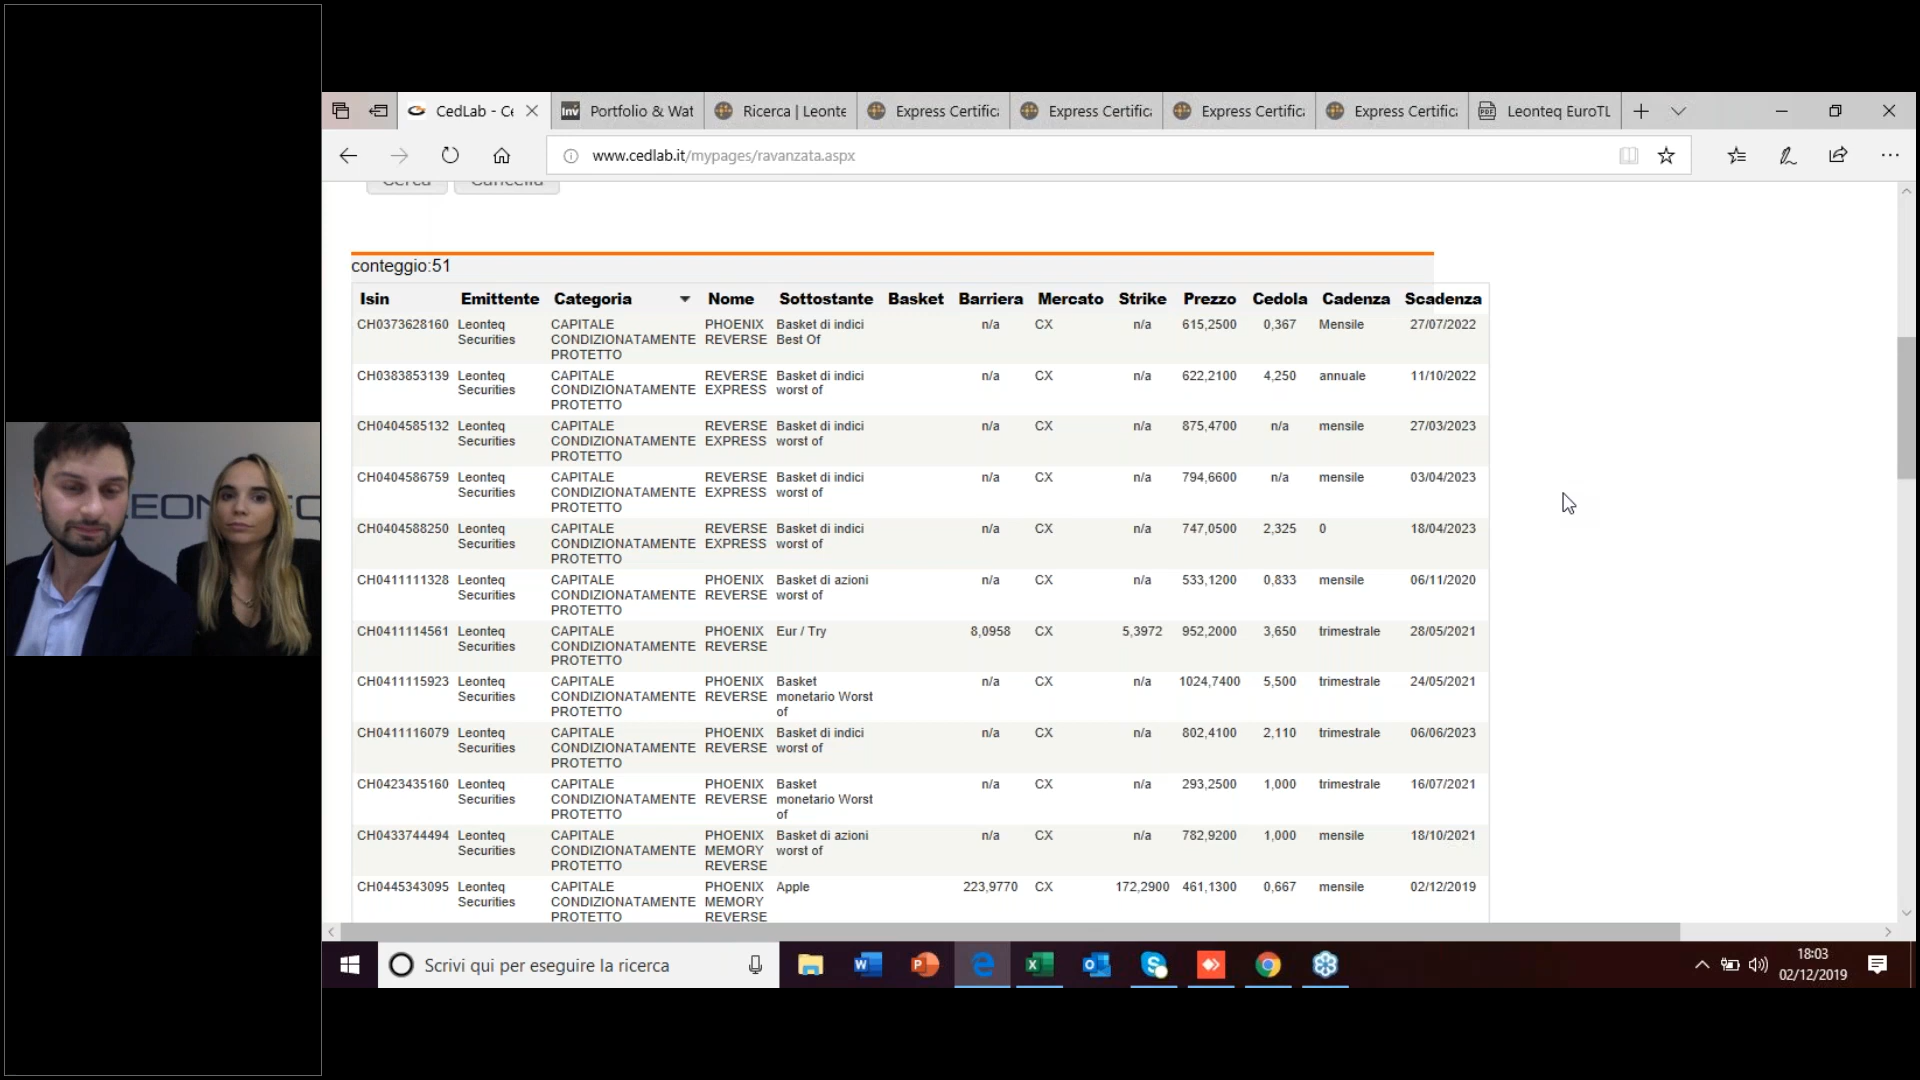 CedLab - Ce
Portfolio & Wat
Ricerca | Leonte
Express Certific
Express Certific
Express Certific
Express Certific
Leonteq EuroTL
www.cedlab.it/mypages/ravanzata.aspx
Cerca Cancella
conteggio:51
Isin Emittente Categoria Nome Sottostante Basket Barriera Mercato Strike Prezzo Cedola Cadenza Scadenza
CH0373628160 Leonteq CAPITALE PHOENIX Basket di indici n/a CX n/a 615,2500 0,367 Mensile 27/07/2022
Securities CONDIZIONATAMENTE REVERSE Best Of
PROTETTO
CH0383853139 Leonteq CAPITALE REVERSE Basket di indici n/a CX n/a 622,2100 4,250 annuale 11/10/2022
Securities CONDIZIONATAMENTE EXPRESS worst of
PROTETTO
CH0404585132 Leonteq CAPITALE REVERSE Basket di indici n/a CX n/a 875,4700 n/a mensile 27/03/2023
Securities CONDIZIONATAMENTE EXPRESS worst of
PROTETTO
CH0404586759 Leonteq CAPITALE REVERSE Basket di indici n/a CX n/a 794,6600 n/a mensile 03/04/2023
Securities CONDIZIONATAMENTE EXPRESS worst of
PROTETTO
CH0404588250 Leonteq CAPITALE REVERSE Basket di indici n/a CX n/a 747,0500 2,325 0 18/04/2023
Securities CONDIZIONATAMENTE EXPRESS worst of
PROTETTO
CH0411111328 Leonteq CAPITALE PHOENIX Basket di azioni n/a CX n/a 533,1200 0,833 mensile 06/11/2020
Securities CONDIZIONATAMENTE REVERSE worst of
PROTETTO
CH0411114561 Leonteq CAPITALE PHOENIX Eur / Try 8,0958 CX 5,3972 952,2000 3,650 trimestrale 28/05/2021
Securities CONDIZIONATAMENTE REVERSE
PROTETTO
CH0411115923 Leonteq CAPITALE PHOENIX Basket n/a CX n/a 1024,7400 5,500 trimestrale 24/05/2021
Securities CONDIZIONATAMENTE REVERSE monetario Worst
PROTETTO of
CH0411116079 Leonteq CAPITALE PHOENIX Basket di indici n/a CX n/a 802,4100 2,110 trimestrale 06/06/2023
Securities CONDIZIONATAMENTE REVERSE worst of
PROTETTO
CH0423435160 Leonteq CAPITALE PHOENIX Basket n/a CX n/a 293,2500 1,000 trimestrale 16/07/2021
Securities CONDIZIONATAMENTE REVERSE monetario Worst
PROTETTO of
CH0433744494 Leonteq CAPITALE PHOENIX Basket di azioni n/a CX n/a 782,9200 1,000 mensile 18/10/2021
Securities CONDIZIONATAMENTE MEMORY worst of
PROTETTO REVERSE
CH0445343095 Leonteq CAPITALE PHOENIX Apple 223,9770 CX 172,2900 461,1300 0,667 mensile 02/12/2019
Securities CONDIZIONATAMENTE MEMORY
PROTETTO REVERSE
Scrivi qui per eseguire la ricerca
18:03
02/12/2019